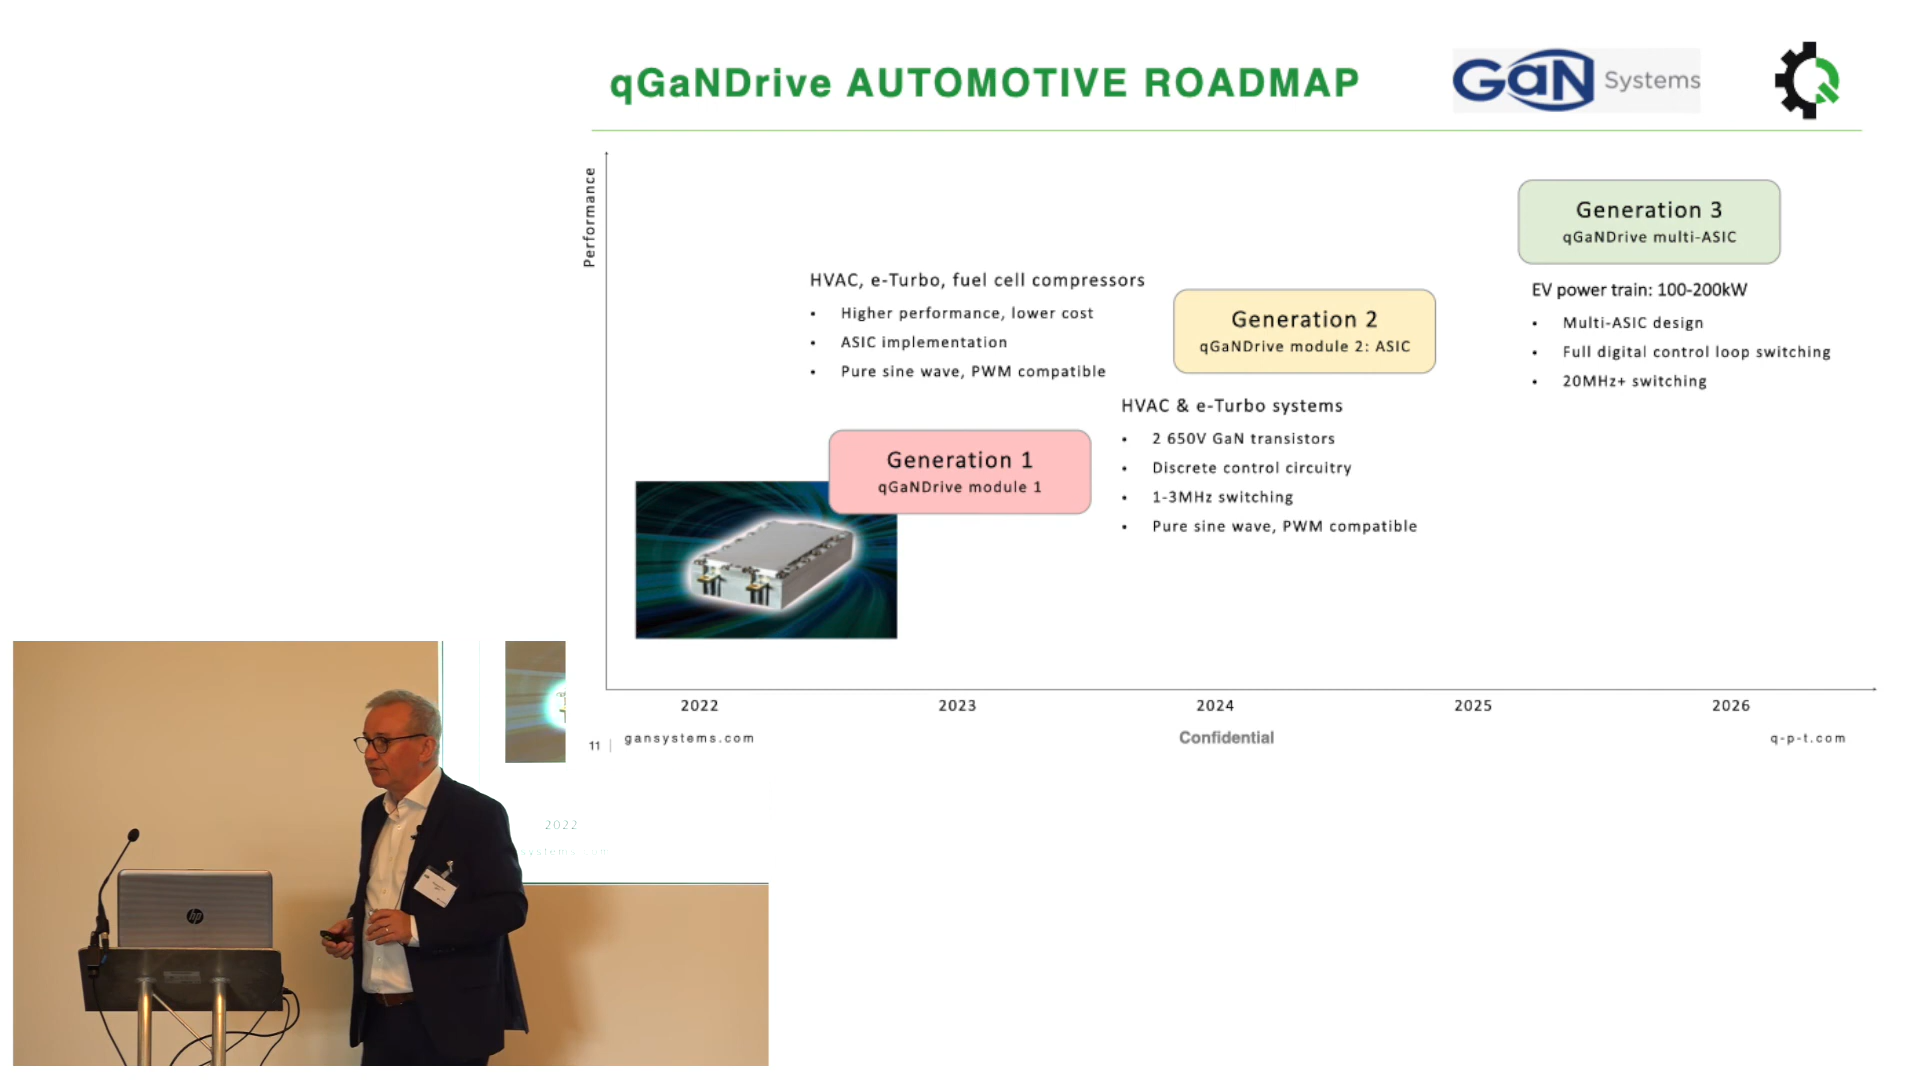 qGaNDrive AUTOMOTIVE ROADMAP
GaN Systems
Performance
Generation 3
qGaNDrive multi-ASIC
EV power train: 100-200kW
• Multi-ASIC design
• Full digital control loop switching
• 20MHz+ switching
HVAC, e-Turbo, fuel cell compressors
• Higher performance, lower cost
• ASIC implementation
• Pure sine wave, PWM compatible
Generation 2
qGaNDrive module 2: ASIC
HVAC & e-Turbo systems
• 2 650V GaN transistors
• Discrete control circuitry
• 1-3MHz switching
• Pure sine wave, PWM compatible
Generation 1
qGaNDrive module 1
2022 2023 2024 2025 2026
11 | gansystems.com Confidential q-p-t.com
2022
systems.com
hp